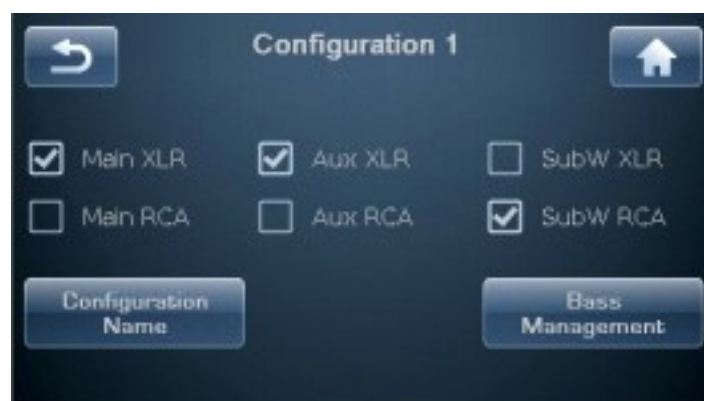 Configuration 1
Main XLR
Aux XLR
SubW XLR
Main RCA
Aux RCA
SubW RCA
Configuration
Name
Bass
Management